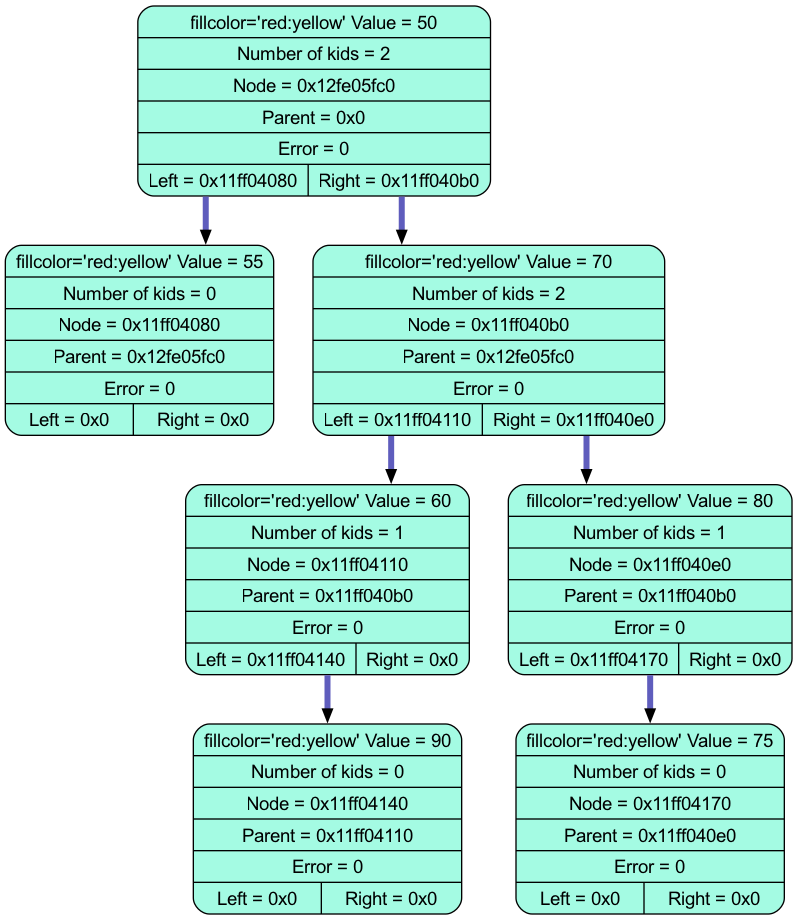 fillcolor='red:yellow' Value = 50
Number of kids = 2
Node = 0x12fe05fc0
Parent = 0x0
Error = 0
Left = 0x11ff04080 Right = 0x11ff040b0
fillcolor='red:yellow' Value = 55
Number of kids = 0
Node = 0x11ff04080
Parent = 0x12fe05fc0
Error = 0
Left = 0x0 Right = 0x0
fillcolor='red:yellow' Value = 70
Number of kids = 2
Node = 0x11ff040b0
Parent = 0x12fe05fc0
Error = 0
Left = 0x11ff04110 Right = 0x11ff040e0
fillcolor='red:yellow' Value = 60
Number of kids = 1
Node = 0x11ff04110
Parent = 0x11ff040b0
Error = 0
Left = 0x11ff04140 Right = 0x0
fillcolor='red:yellow' Value = 80
Number of kids = 1
Node = 0x11ff040e0
Parent = 0x11ff040b0
Error = 0
Left = 0x11ff04170 Right = 0x0
fillcolor='red:yellow' Value = 90
Number of kids = 0
Node = 0x11ff04140
Parent = 0x11ff04110
Error = 0
Left = 0x0 Right = 0x0
fillcolor='red:yellow' Value = 75
Number of kids = 0
Node = 0x11ff04170
Parent = 0x11ff040e0
Error = 0
Left = 0x0 Right = 0x0